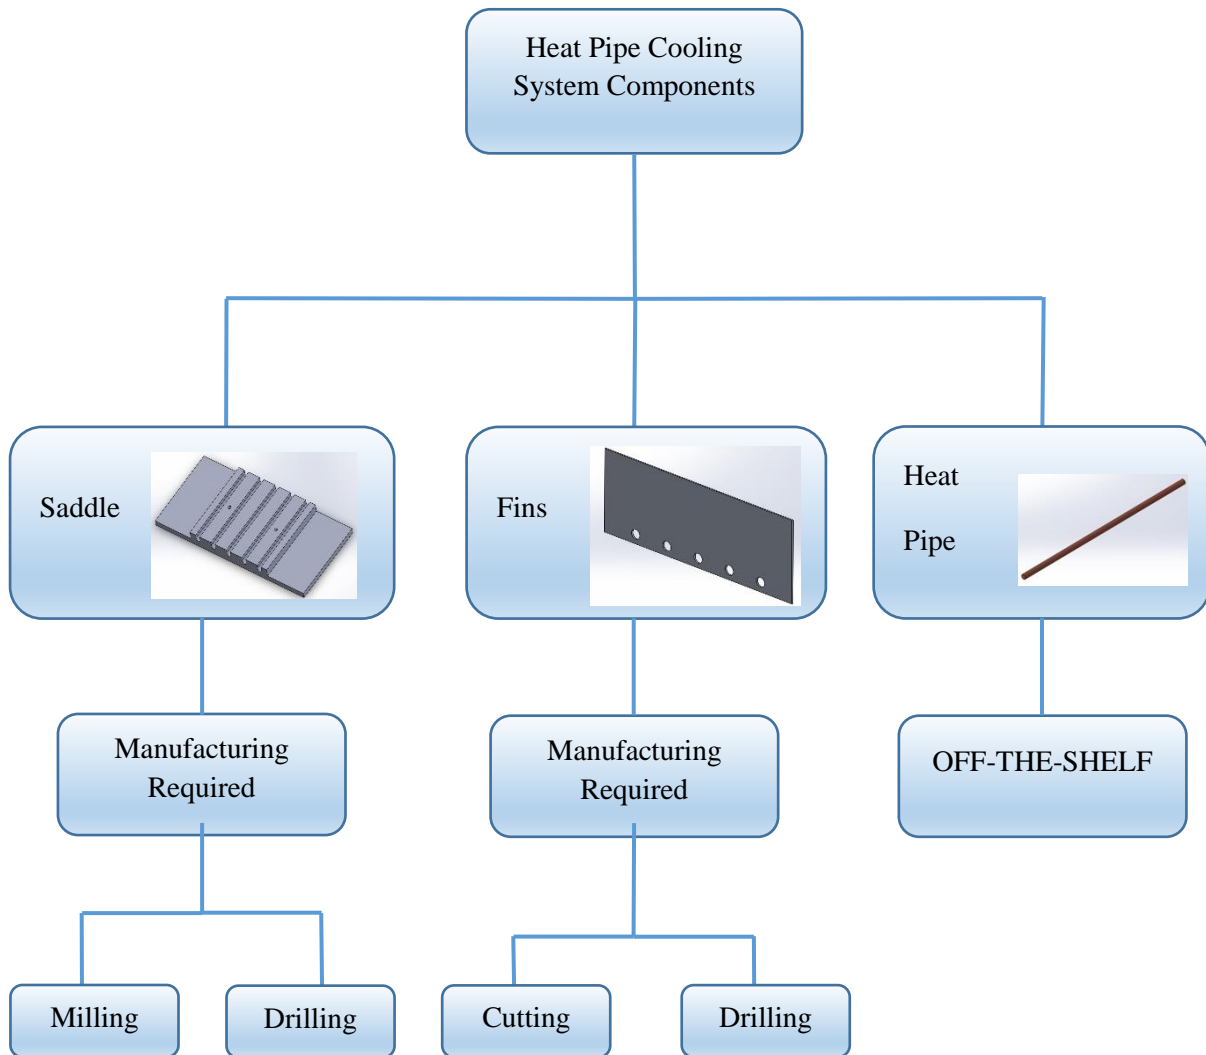 Heat Pipe Cooling
System Components
Saddle
Fins
Heat
Pipe
Manufacturing
Required
Manufacturing
Required
OFF-THE-SHELF
Milling
Drilling
Cutting
Drilling